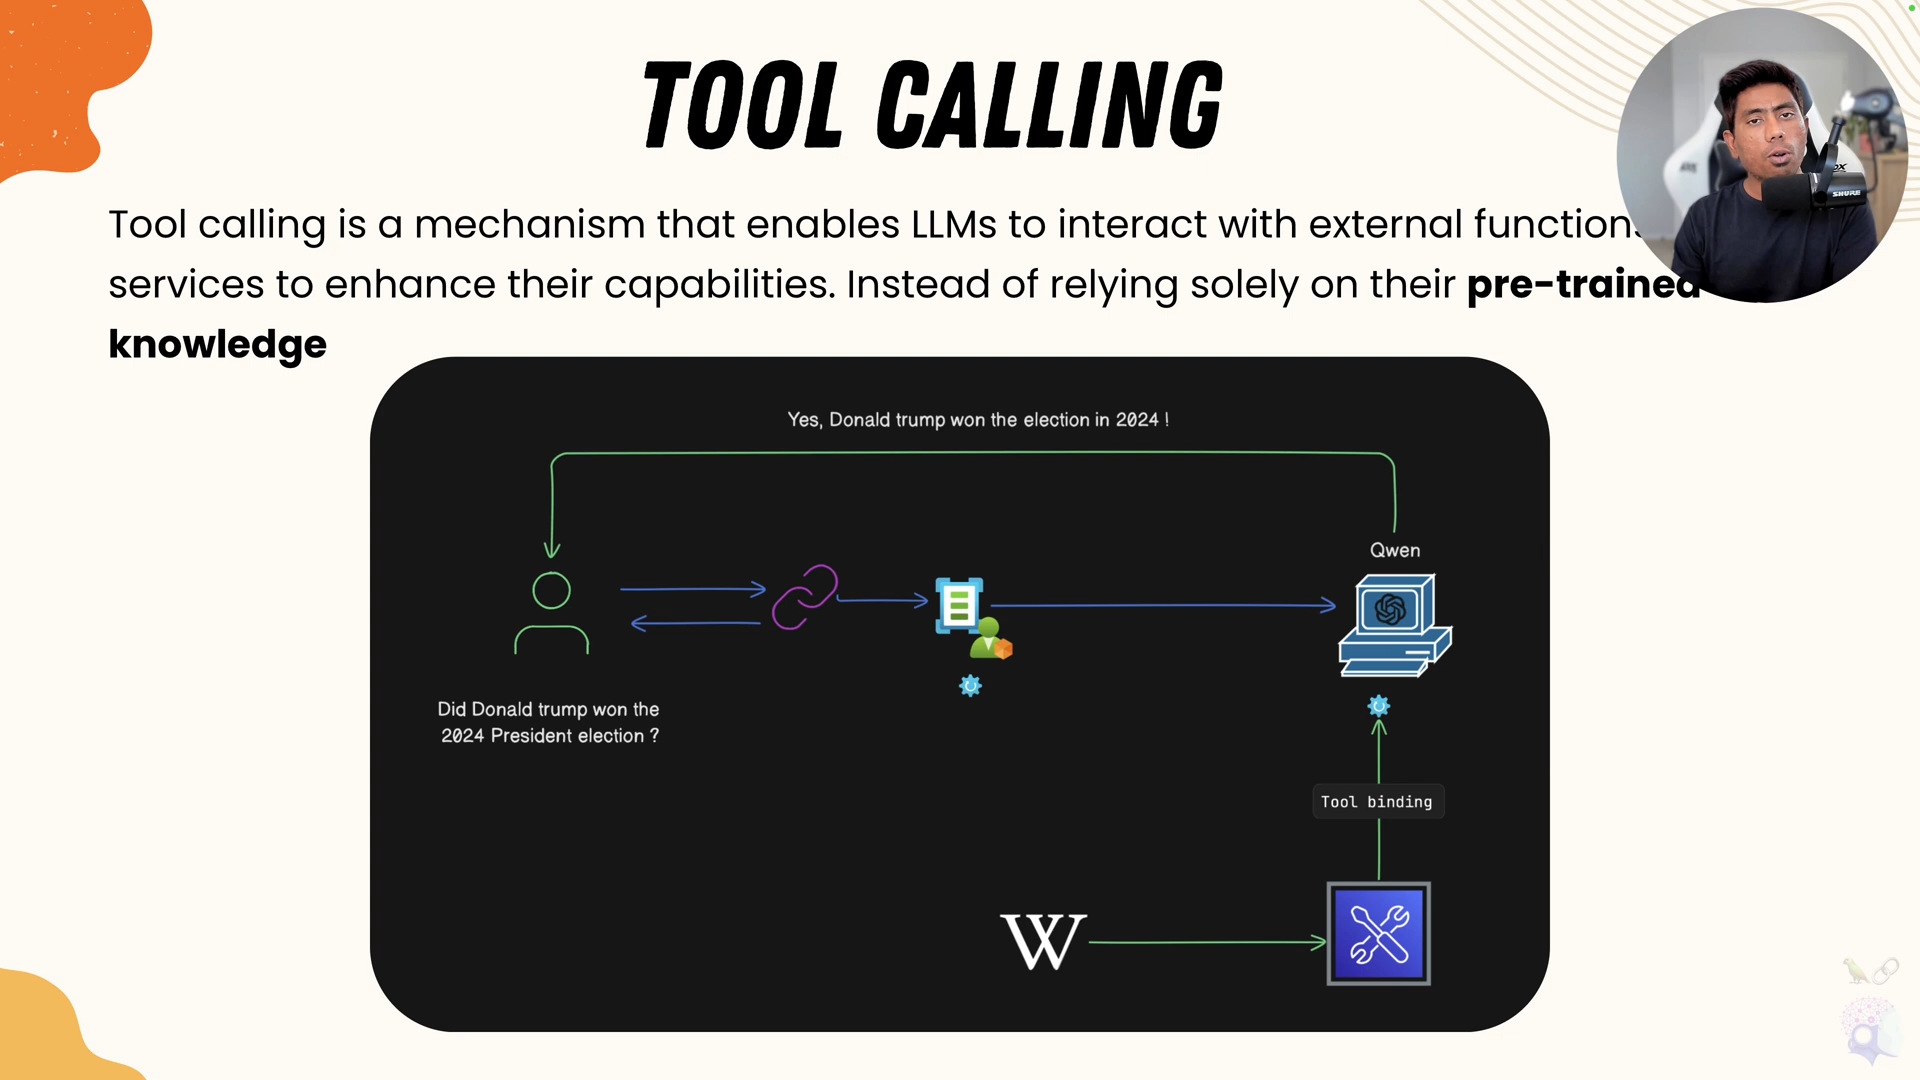 TOOL CALLING
Tool calling is a mechanism that enables LLMs to interact with external function
services to enhance their capabilities. Instead of relying solely on their pre-trained
knowledge
Yes, Donald trump won the election in 2024 !
Qwen
Did Donald trump won the
2024 President election ?
Tool binding
W
SHURE